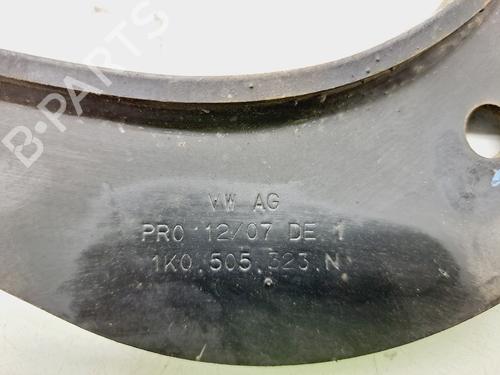 B-PARTS
VW AG
PRO 12/07 DE 1
1K0.505.323.N